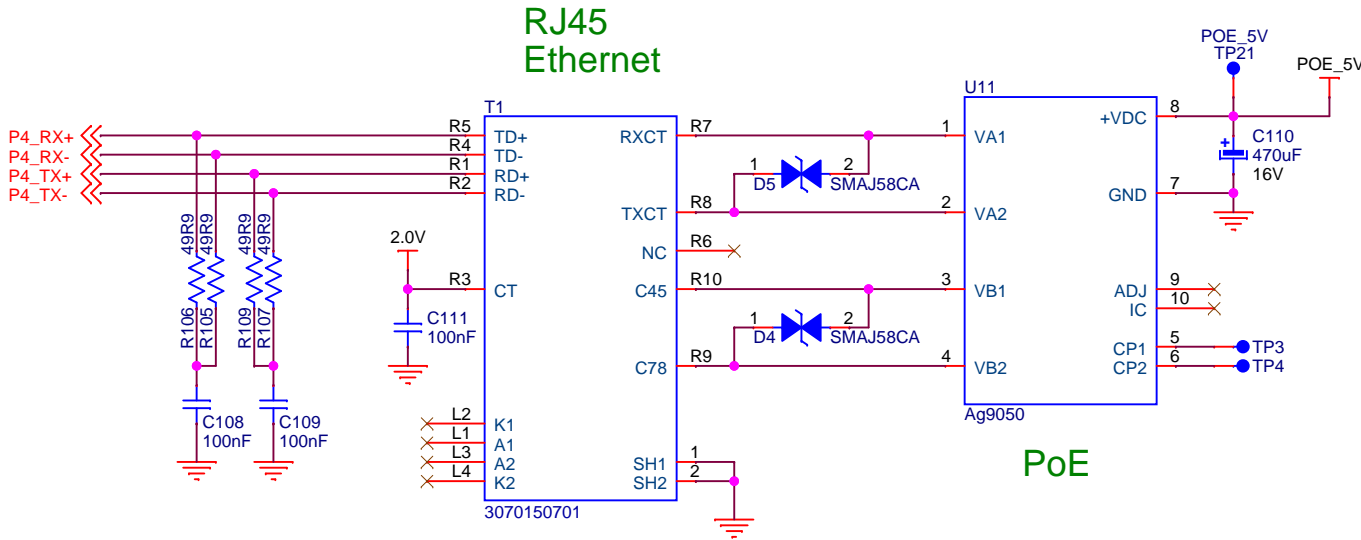 RJ45
Ethernet
POE_5V
TP21
POE_5V
T1
U11
P4_RX+
P4_RX-
P4_TX+
P4_TX-
R5
R4
R1
R2
TD+
TD-
RD+
RD-
RXCT
R7
1
VA1
+VDC
8
C110
470uF
16V
1
2
D5
SMAJ58CA
TXCT
R8
2
VA2
GND
7
49R9
49R9
49R9
49R9
R106
R105
R109
R107
2.0V
NC
R6
R3
CT
C45
R10
3
VB1
ADJ
9
IC
10
C111
100nF
1
2
D4
SMAJ58CA
CP1
5
TP3
CP2
6
TP4
C78
R9
4
VB2
C108
100nF
C109
100nF
Ag9050
L2
K1
L1
A1
L3
A2
L4
K2
SH1
1
SH2
2
PoE
3070150701